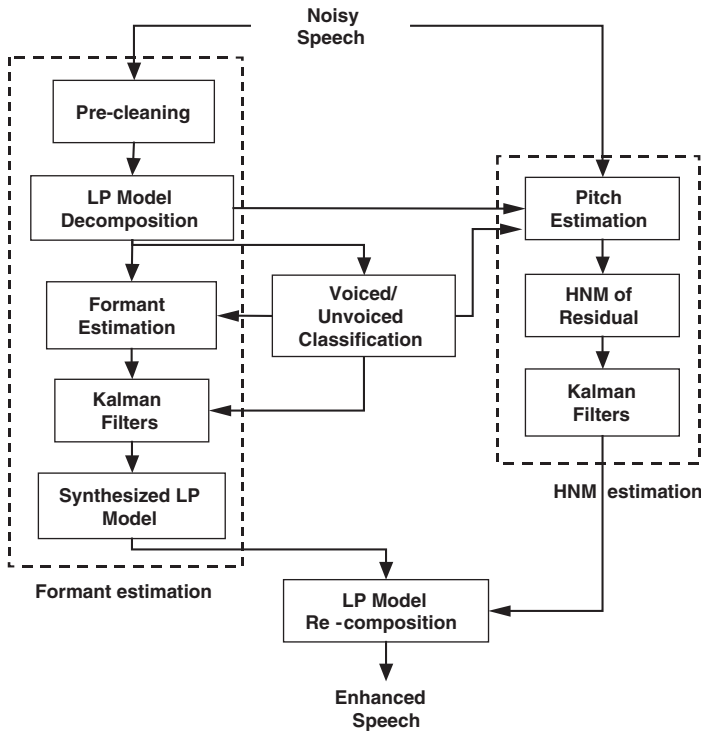 Noisy
Speech
Pre-cleaning
LP Model
Decomposition
Pitch
Estimation
Formant
Estimation
Voiced/
Unvoiced
Classification
HNM of
Residual
Kalman
Filters
Kalman
Filters
Synthesized LP
Model
HNM estimation
Formant estimation
LP Model
Re -composition
Enhanced
Speech